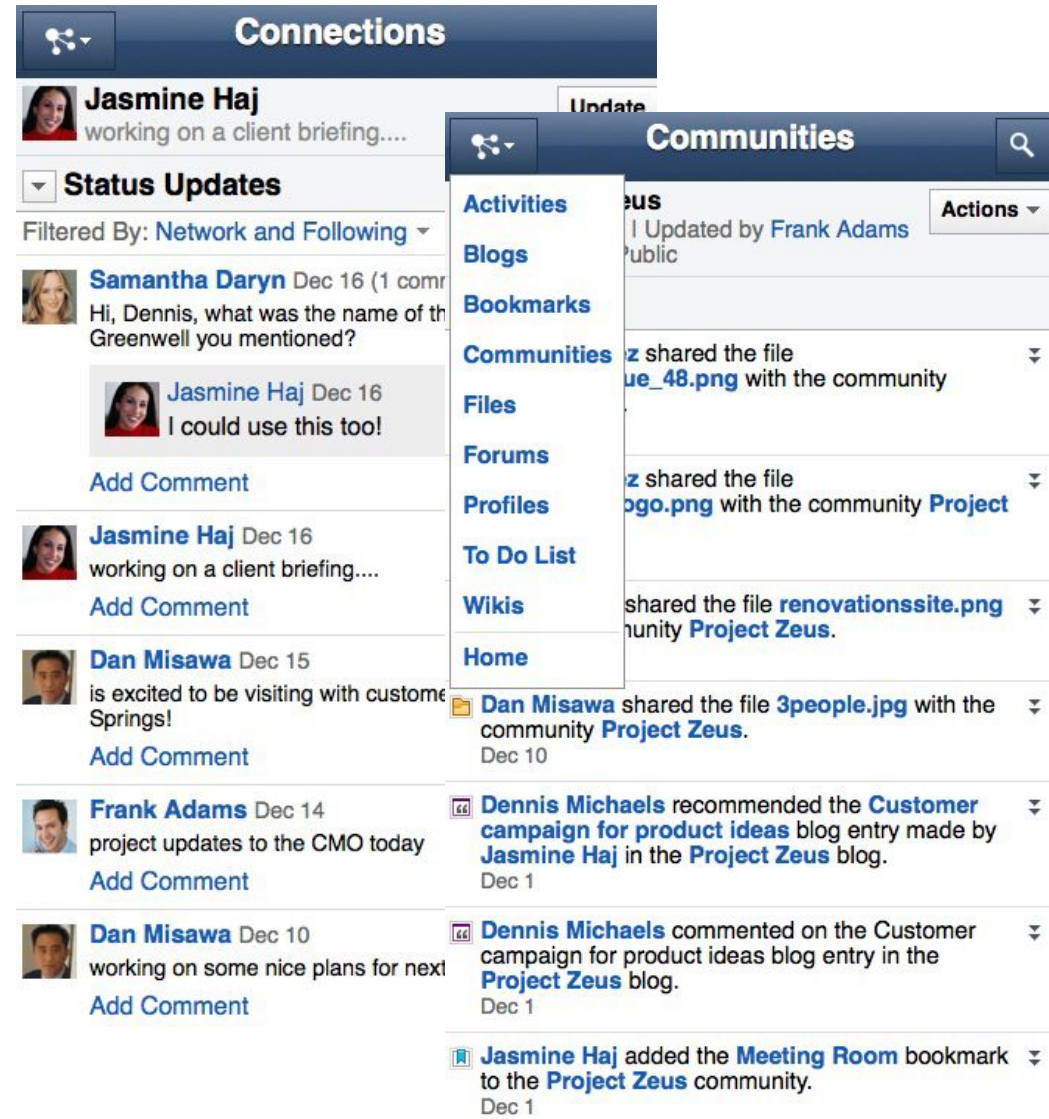 Connections
Jasmine Haj
working on a client briefing....
Update
Status Updates
Filtered By: Network and Following
Samantha Daryn Dec 16 (1
Hi, Dennis, what was the name of
Greenwell you mentioned?
Jasmine Haj Dec 16
I could use this too!
Add Comment
Jasmine Haj Dec 16
working on a client briefing....
Add Comment
Dan Misawa Dec 15
is excited to be visiting with
Springs!
Add Comment
Frank Adams Dec 14
project updates to the CMO today
Add Comment
Dan Misawa Dec 10
working on some nice plans for next
Add Comment
Communities
Activities
Blogs
Bookmarks
Communities
Files
Forums
Profiles
To Do List
Wikis
Home
Actions
| Updated by Frank Adams
shared the file
ue_48.png with the community
shared the file
ogo.png with the community Project
shared the file renovationssite.png
Project Zeus.
Dan Misawa shared the file 3people.jpg with the
community Project Zeus.
Dec 10
Dennis Michaels recommended the Customer
campaign for product ideas blog entry made by
Jasmine Haj in the Project Zeus blog.
Dec 1
Dennis Michaels commented on the Customer
campaign for product ideas blog entry in the
Project Zeus blog.
Dec 1
Jasmine Haj added the Meeting Room bookmark
to the Project Zeus community.
Dec 1